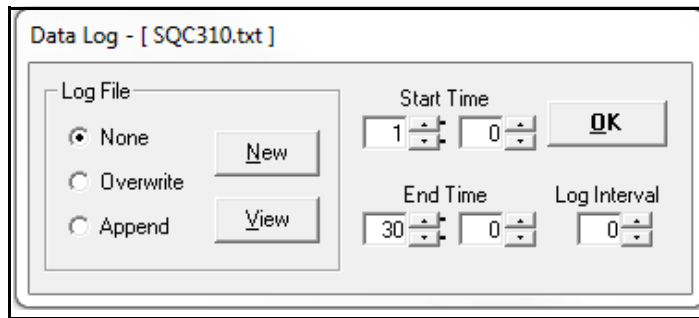 Data Log - [ SQC310.txt ]
Log File
None
New
Overwrite
View
Append
Start Time
1 : 0
OK
End Time
30 : 0
Log Interval
0